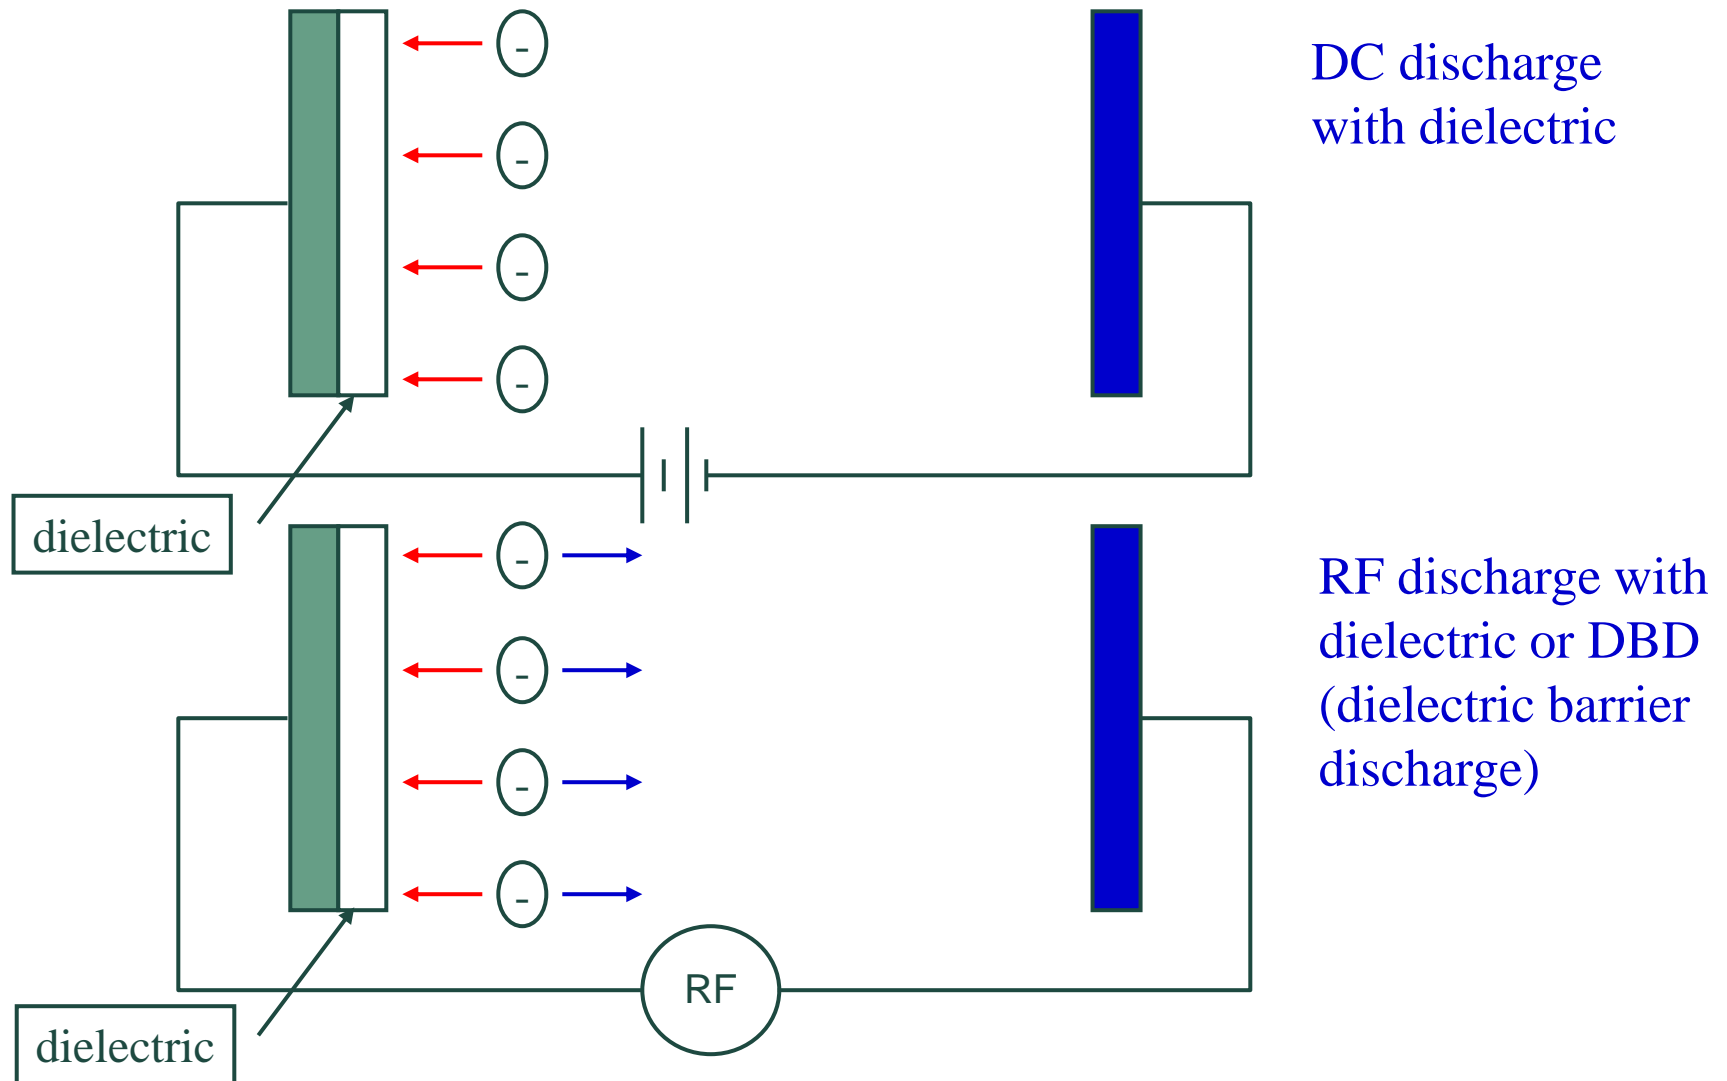 -
-
-
-
DC discharge
with dielectric
dielectric
-
-
-
-
RF discharge with
dielectric or DBD
(dielectric barrier
discharge)
RF
dielectric